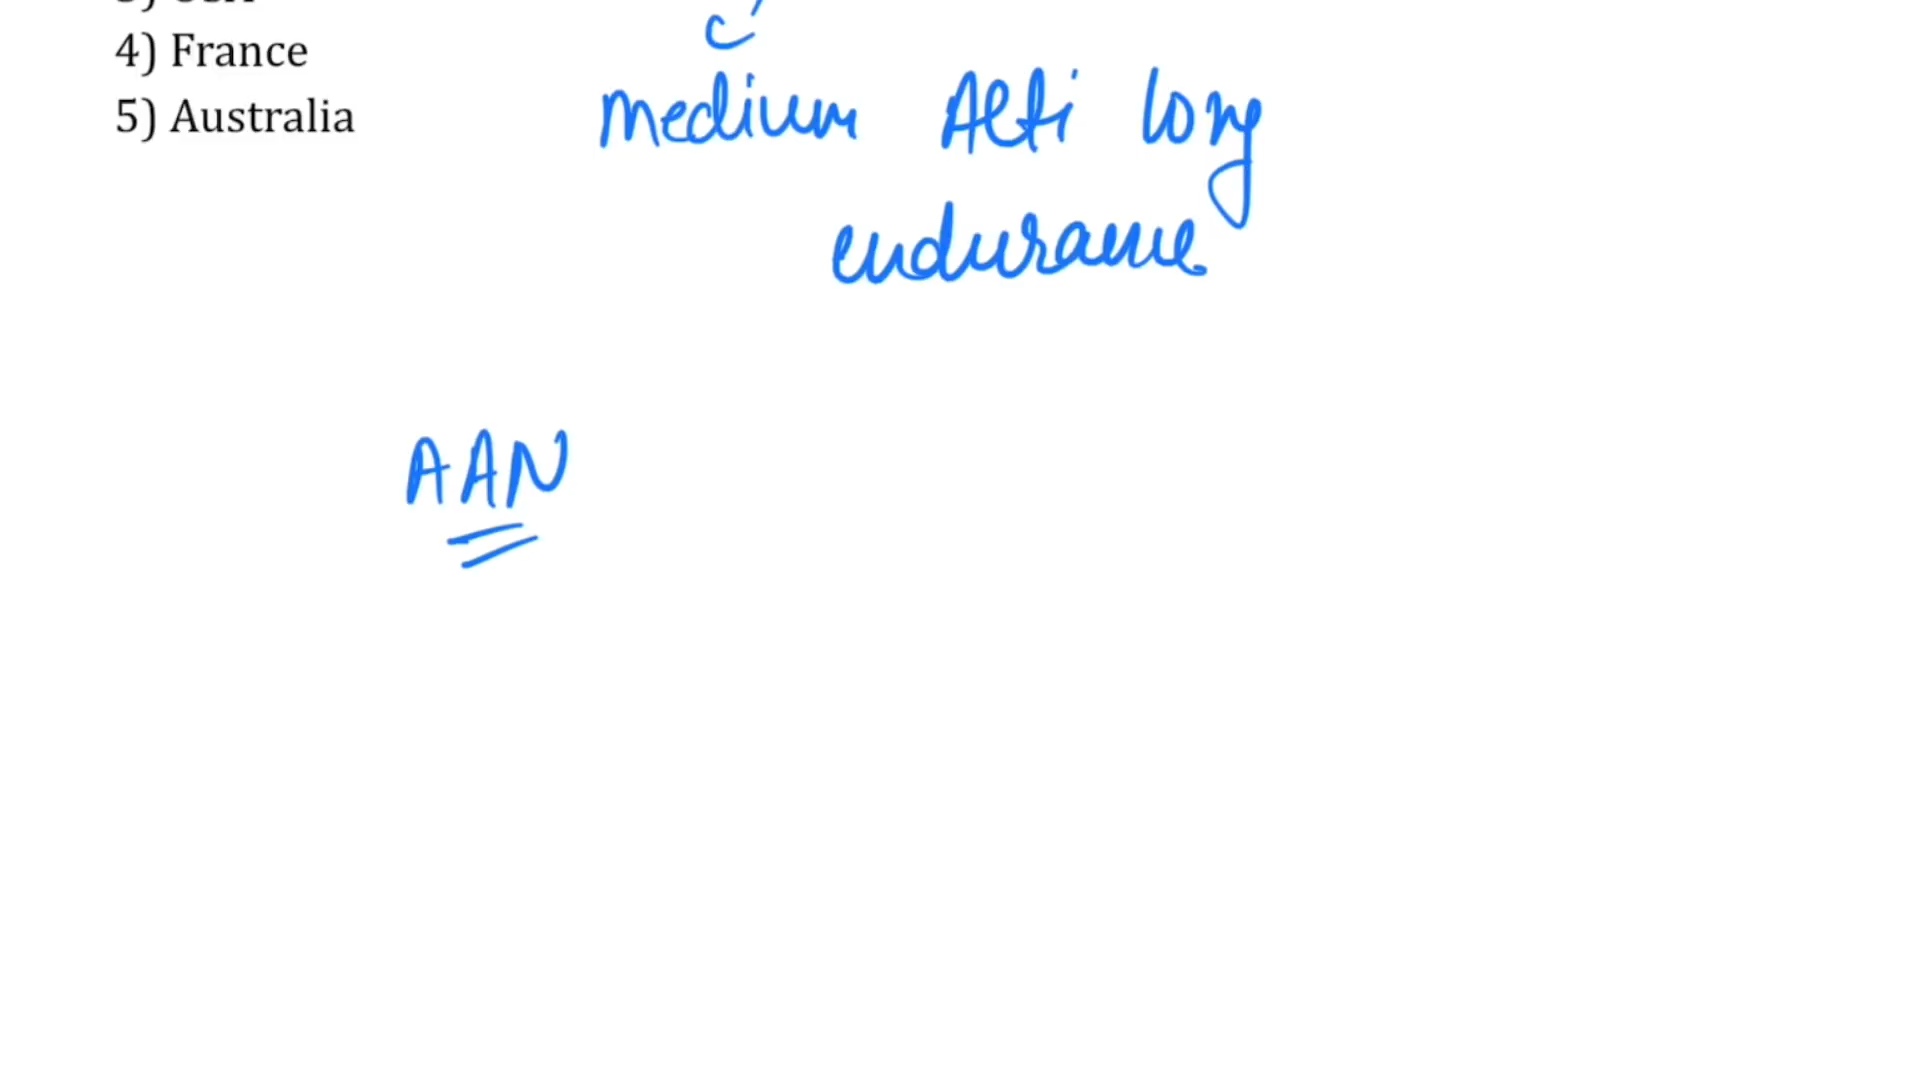 4) France
5) Australia
medium Alti long
endurance
AAN